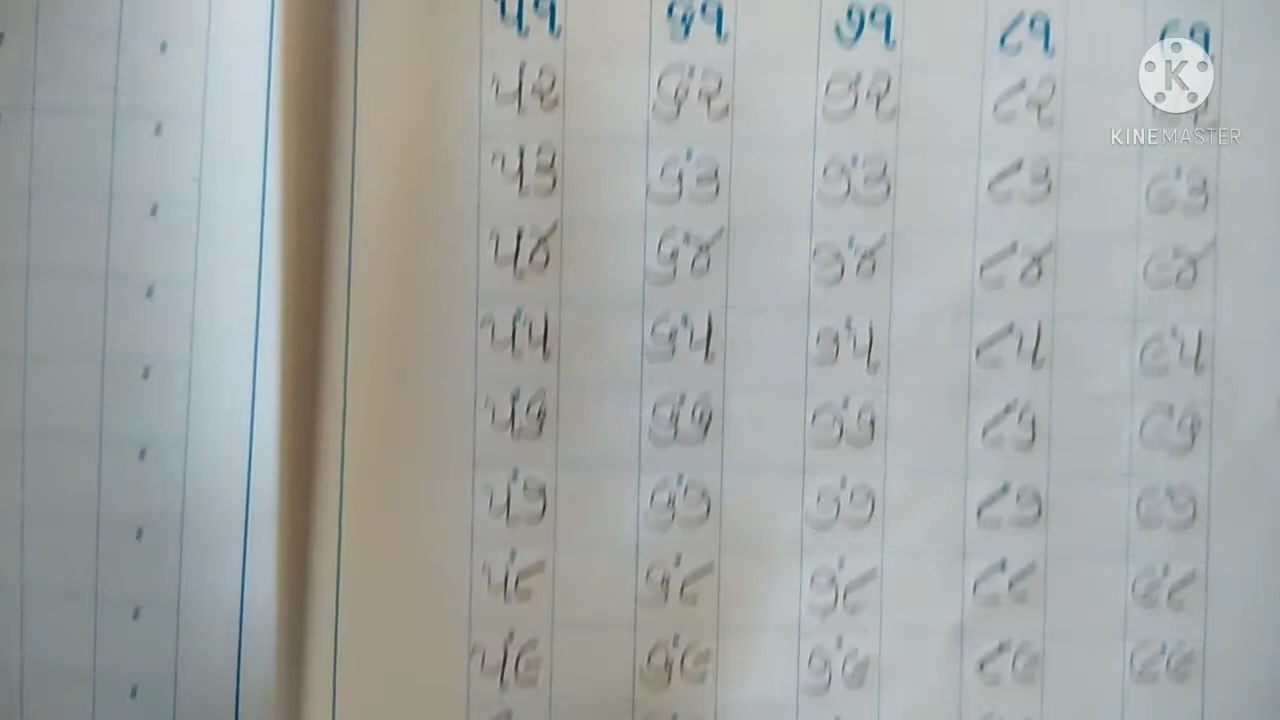 ૫૧ ૬૧ ૭૧ ૮૧ ૯૧
૫૨ ૬૨ ૭૨ ૮૨
KINEMASTER
૫૩ ૬૩ ૭૩ ૮૩ ૯૩
૫૪ ૬૪ ૭૪ ૮૪ ૯૪
૫૫ ૬૫ ૭૫ ૮૫ ૯૫
૫૬ ૬૬ ૭૬ ૮૬ ૯૬
૫૭ ૬૭ ૭૭ ૮૭ ૯૭
૫૮ ૬૮ ૭૮ ૮૮ ૯૮
૫૯ ૬૯ ૭૯ ૮૯ ૯૯